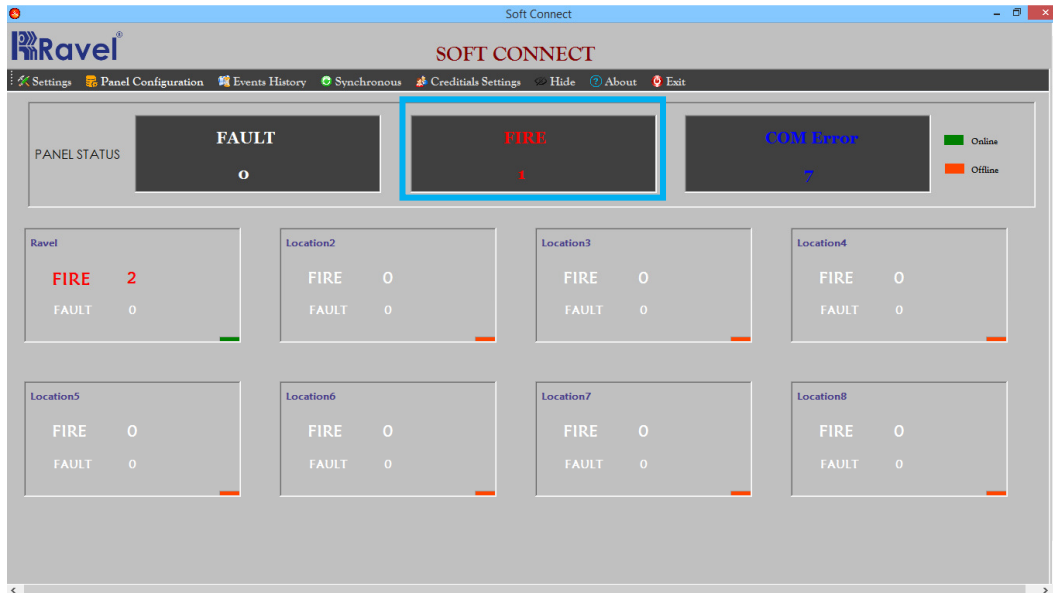 Soft Connect
Ravel®
SOFT CONNECT
Settings Panel Configuration Events History Synchronous Creditials Settings Hide About Exit
PANEL STATUS
FAULT
0
FIRE
1
COM Error
7
Online
Offline
Ravel
FIRE 2
FAULT 0
Location2
FIRE 0
FAULT 0
Location3
FIRE 0
FAULT 0
Location4
FIRE 0
FAULT 0
Location5
FIRE 0
FAULT 0
Location6
FIRE 0
FAULT 0
Location7
FIRE 0
FAULT 0
Location8
FIRE 0
FAULT 0